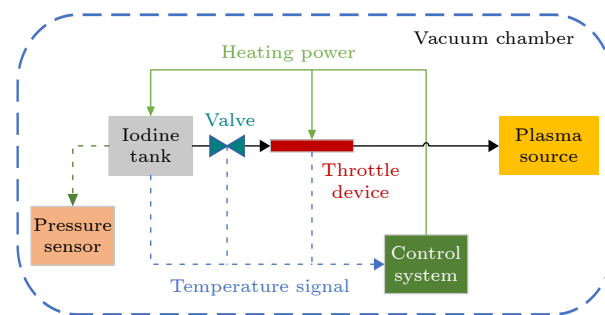 Vacuum chamber
Heating power
Valve
Iodine
tank
Plasma
source
Throttle
device
Pressure
sensor
Control
system
Temperature signal